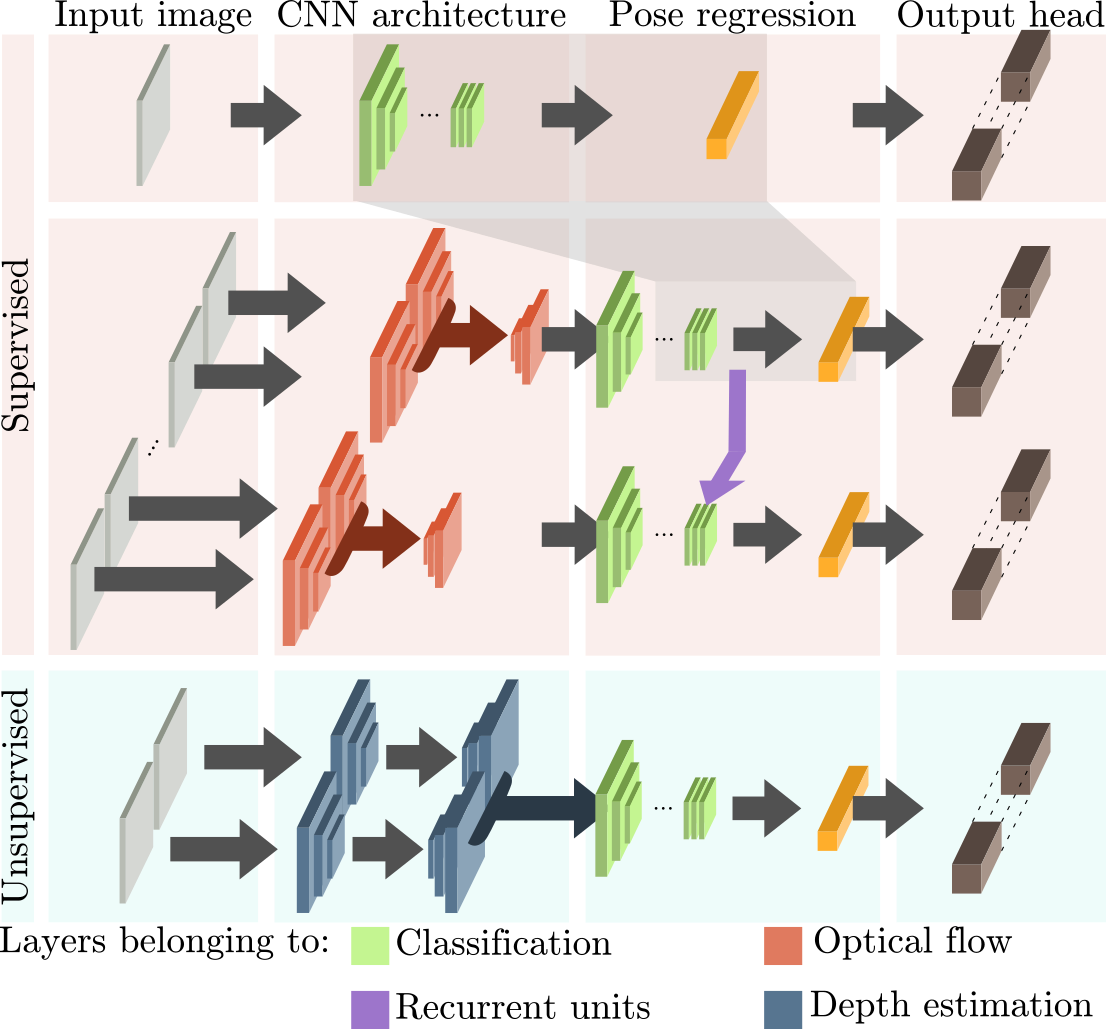 Input image
CNN architecture
Pose regression
Output head
Supervised
...
...
...
...
Unsupervised
...
Layers belonging to:
Classification
Optical flow
Recurrent units
Depth estimation